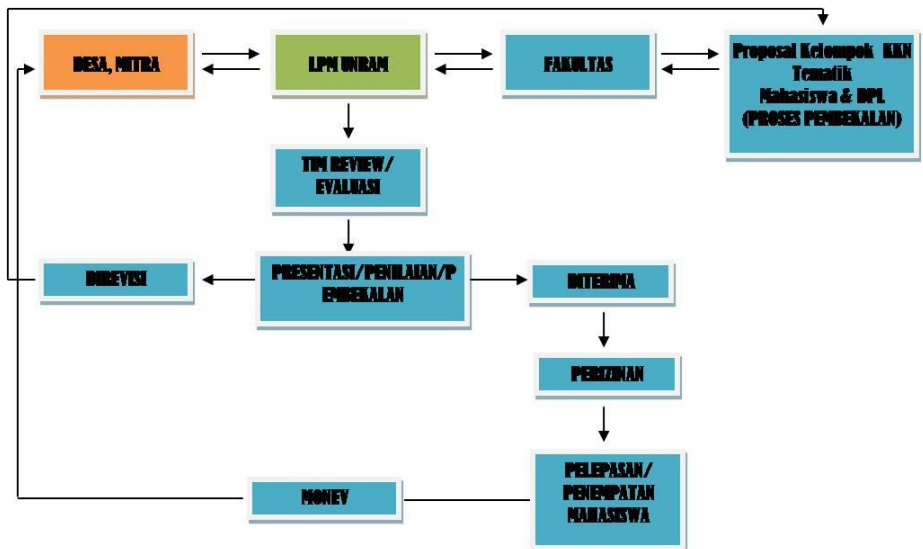 DESA, MITRA
LPM UNRAM
FAKULTAS
Proposal Kelompok KKN
Tematik
Mahasiswa & DPL
(PROSES PEMBEKALAN)
TIM REVIEW/
EVALUASI
DIREVISI
PRESENTASI/PENILAIAN/P
EMBEKALAN
DITERIMA
PERIZINAN
MONEV
PELEPASAN/
PENEMPATAN
MAHASISWA